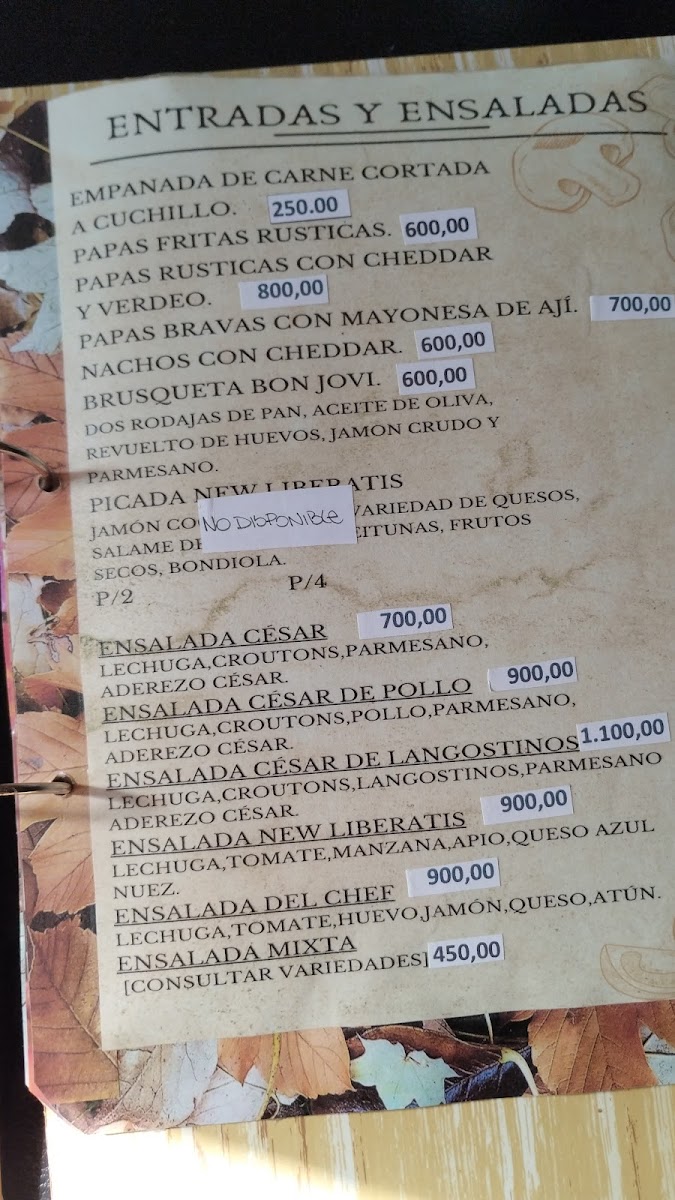 ENTRADAS Y ENSALADAS
EMPANADA DE CARNE CORTADA
A CUCHILLO. 250.00
PAPAS FRITAS RUSTICAS. 600,00
PAPAS RUSTICAS CON CHEDDAR
Y VERDEO. 800,00
PAPAS BRAVAS CON MAYONESA DE AJÍ. 700,00
NACHOS CON CHEDDAR. 600,00
BRUSQUETA BON JOVI. 600,00
DOS RODAJAS DE PAN, ACEITE DE OLIVA,
REVUELTO DE HUEVOS, JAMON CRUDO Y
PARMESANO.
PICADA NEW LIBERATIS
JAMÓN NO DISPONIBLE VARIEDAD DE QUESOS,
SALAME FRUTOS
SECOS, BONDIOLA.
P/2 P/4
ENSALADA CÉSAR 700,00
LECHUGA,CROUTONS,PARMESANO,
ADEREZO CÉSAR.
ENSALADA CÉSAR DE POLLO 900,00
LECHUGA,CROUTONS,POLLO,PARMESANO,
ADEREZO CÉSAR.
ENSALADA CÉSAR DE LANGOSTINOS 1.100,00
LECHUGA,CROUTONS,LANGOSTINOS,PARMESANO
ADEREZO CÉSAR.
ENSALADA NEW LIBERATIS 900,00
LECHUGA,TOMATE,MANZANA,APIO,QUESO AZUL
NUEZ.
ENSALADA DEL CHEF 900,00
LECHUGA,TOMATE,HUEVO,JAMÓN,QUESO,ATÚN.
ENSALADA MIXTA
[CONSULTAR VARIEDADES] 450,00